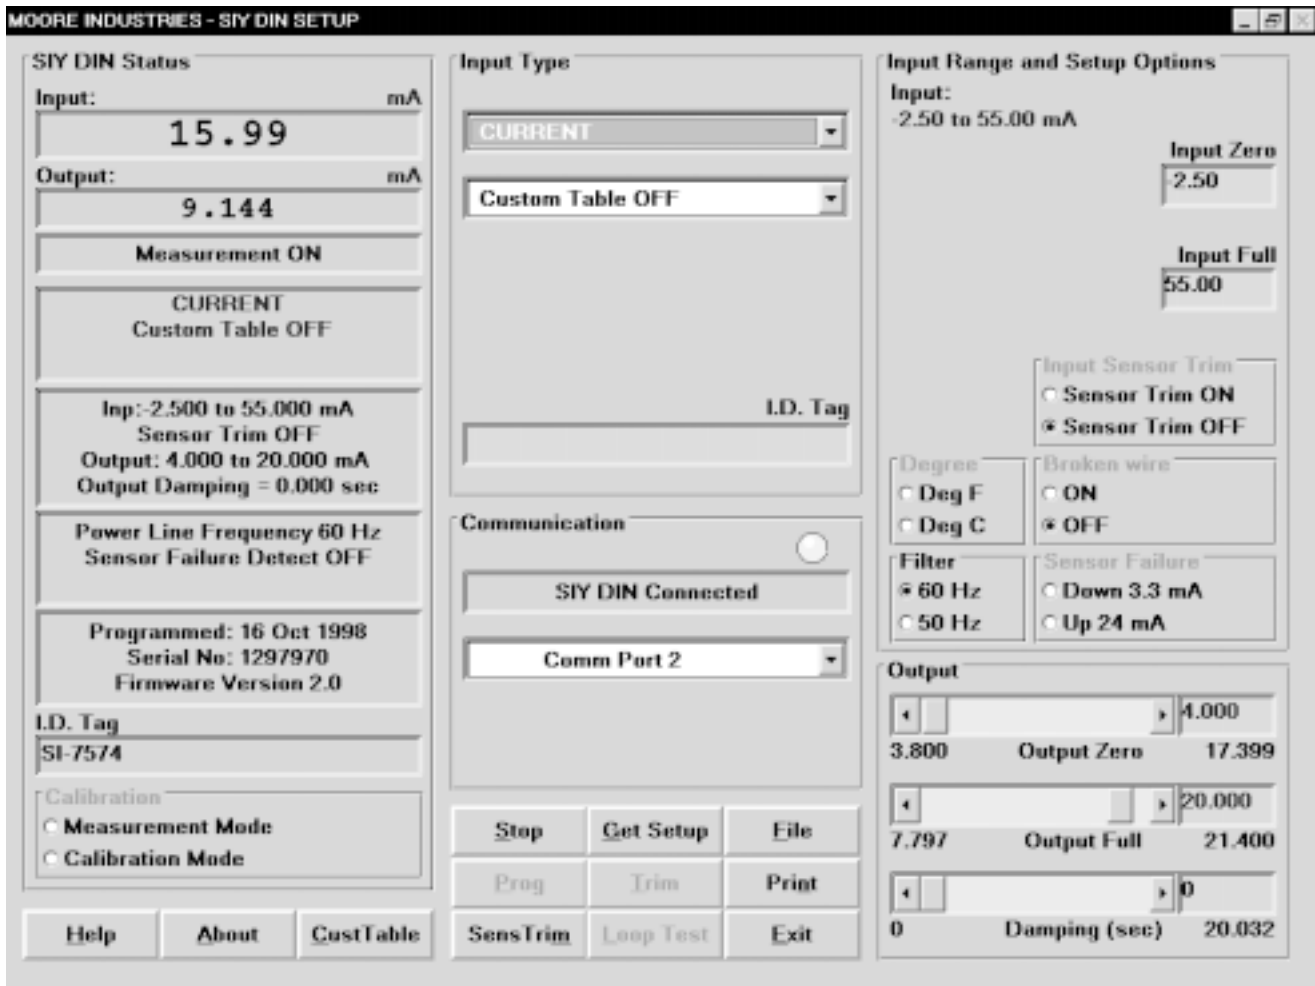 MOORE INDUSTRIES - SIY DIN SETUP
SIY DIN Status
Input: mA
15.99
Output: mA
9.144
Measurement ON
CURRENT
Custom Table OFF
Inp:-2.500 to 55.000 mA
Sensor Trim OFF
Output: 4.000 to 20.000 mA
Output Damping = 0.000 sec
Power Line Frequency 60 Hz
Sensor Failure Detect OFF
Programmed: 16 Oct 1998
Serial No: 1297970
Firmware Version 2.0
I.D. Tag
SI-7574
Calibration
Measurement Mode
Calibration Mode
Help About CustTable
Input Type
CURRENT
Custom Table OFF
I.D. Tag
Communication
SIY DIN Connected
Comm Port 2
Stop Get Setup File
Prog Trim Print
SensTrim Loop Test Exit
Input Range and Setup Options
Input:
-2.50 to 55.00 mA
Input Zero
-2.50
Input Full
55.00
Input Sensor Trim
Sensor Trim ON
Sensor Trim OFF
Degree
Deg F
Deg C
Broken wire
ON
OFF
Filter
60 Hz
50 Hz
Sensor Failure
Down 3.3 mA
Up 24 mA
Output
4.000
3.800 Output Zero 17.399
20.000
7.797 Output Full 21.400
0
0 Damping (sec) 20.032